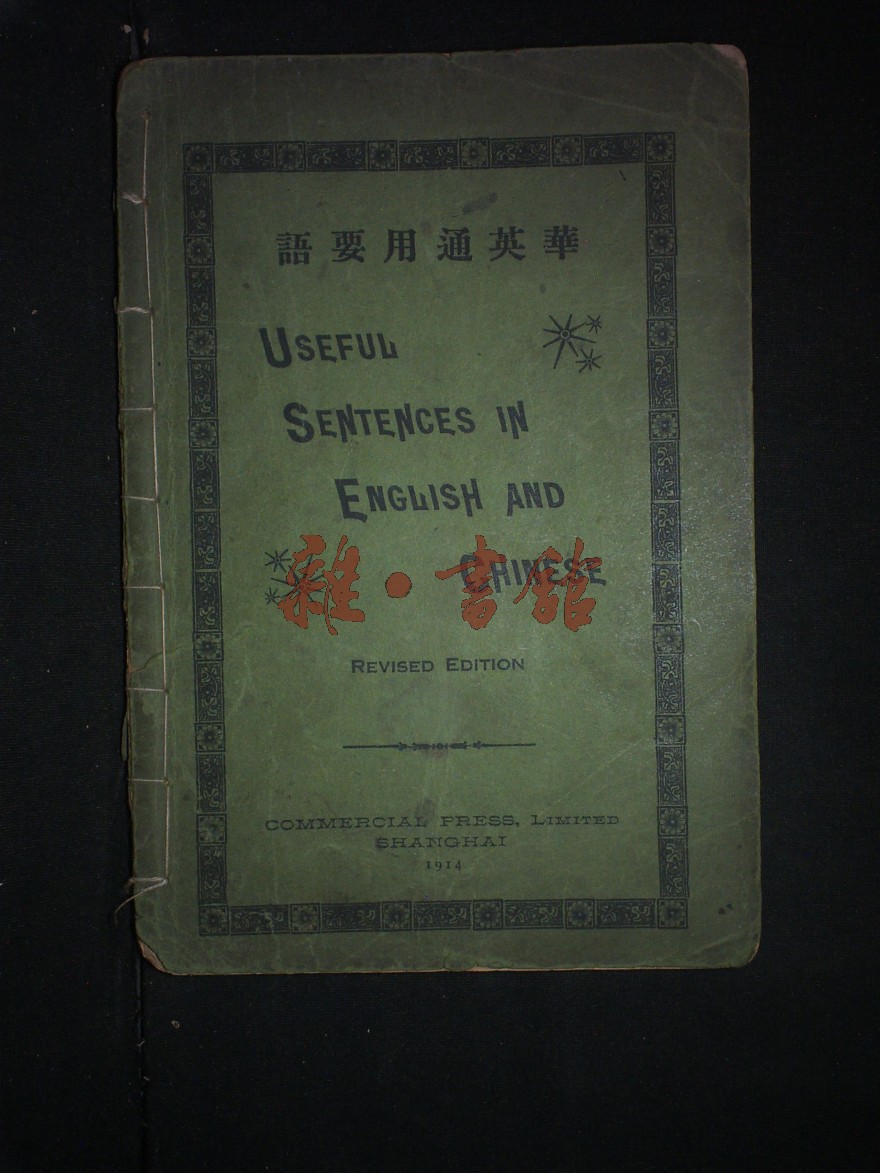 華英通用要語
USEFUL
SENTENCES IN
ENGLISH AND
CHINESE
雜·書館
REVISED EDITION
COMMERCIAL PRESS, LIMITED
SHANGHAI
1914